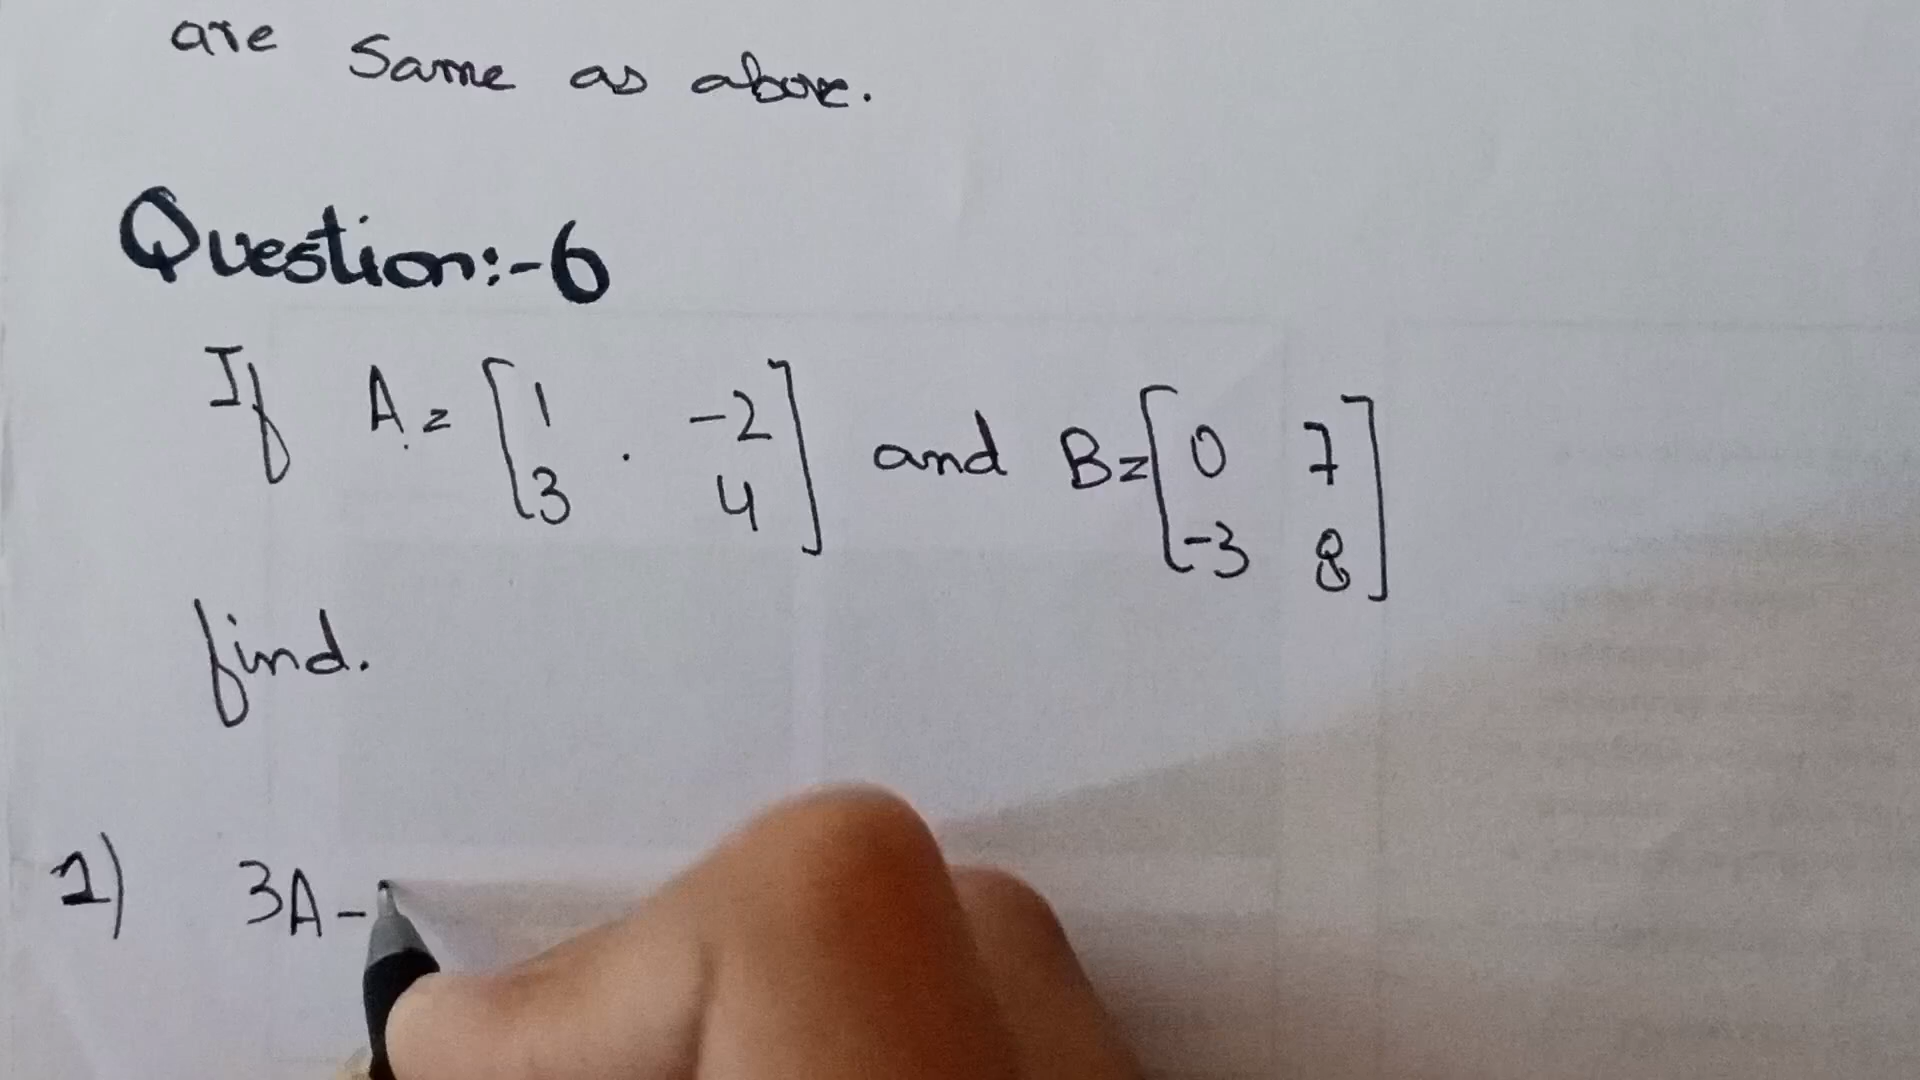 are Same as above.
Question:-6
If A = [1 . -2] and B = [0 7]
[3 4] [-3 8]
find.
1) 3A -